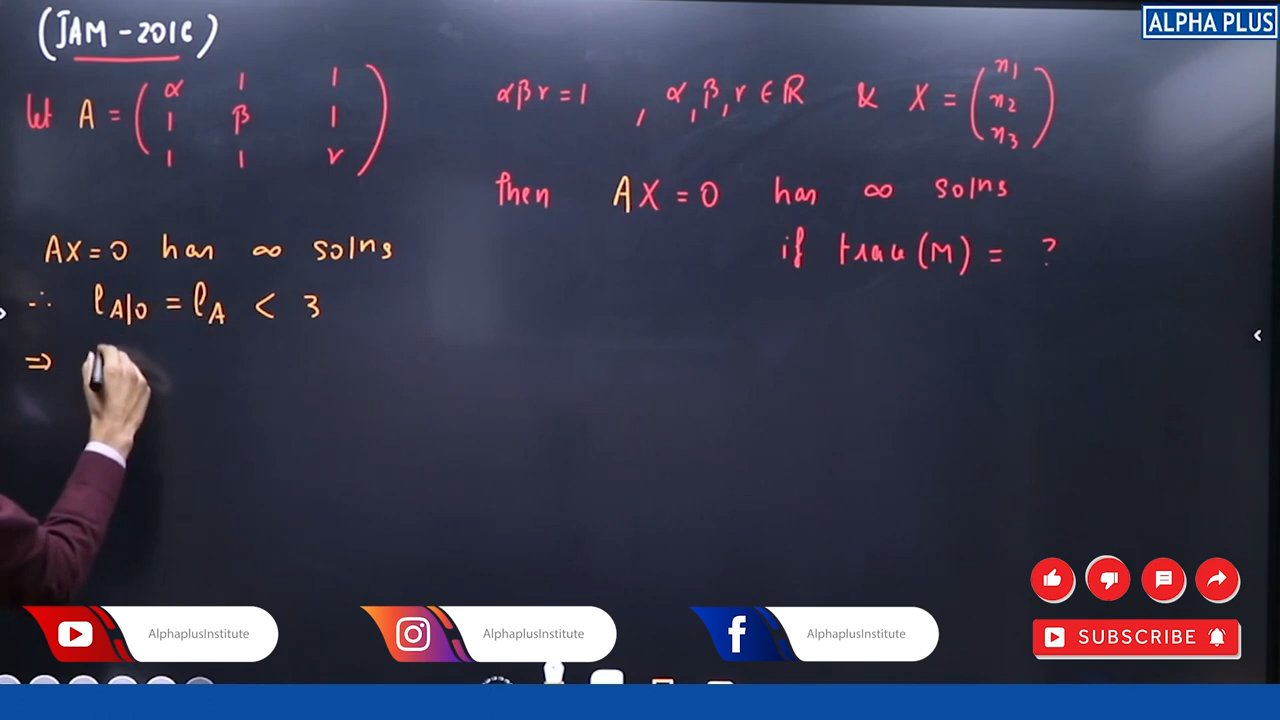 (JAM - 2016)
ALPHA PLUS
let A = ( α 1 1
1 β 1
1 1 r )
αβr = 1 , α, β, r ∈ R & X = ( x1
x2
x3 )
then AX = 0 has ∞ solns
if trace(M) = ?
AX = 0 has ∞ solns
∴ ρA|0 = ρA < 3
⇒
AlphaplusInstitute
AlphaplusInstitute
AlphaplusInstitute
SUBSCRIBE